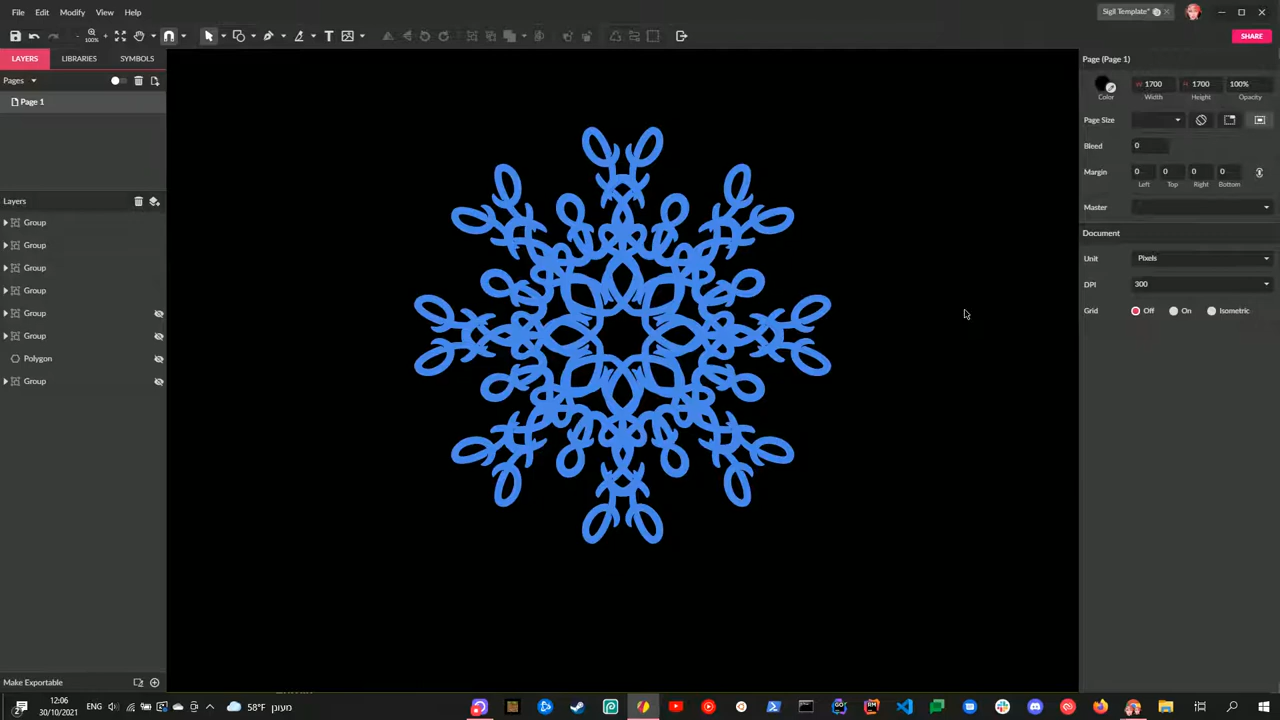 File Edit Modify View Help Sigil Template*
100%
SHARE
LAYERS LIBRARIES SYMBOLS Page (Page 1)
Pages
Page 1
W 1700 H 1700 100%
Color Width Height Opacity
Page Size
Bleed 0
Margin 0 0 0 0
Left Top Right Bottom
Layers
Master
Group
Group
Group
Group
Group
Group
Polygon
Group
Document
Unit Pixels
DPI 300
Grid Off On Isometric
Make Exportable
12:06
30/10/2021
ENG
58°F מעונן